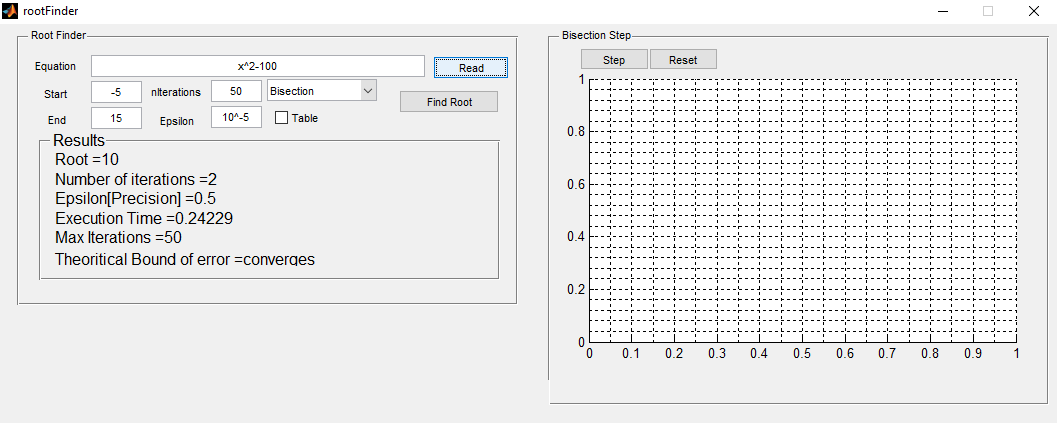 rootFinder
Root Finder
Equation x^2-100 Read
Start -5 nIterations 50 Bisection
Find Root
End 15 Epsilon 10^-5 Table
Results
Root =10
Number of iterations =2
Epsilon[Precision] =0.5
Execution Time =0.24229
Max Iterations =50
Theoritical Bound of error =converges
Bisection Step
Step Reset
1
0.8
0.6
0.4
0.2
0
0 0.1 0.2 0.3 0.4 0.5 0.6 0.7 0.8 0.9 1